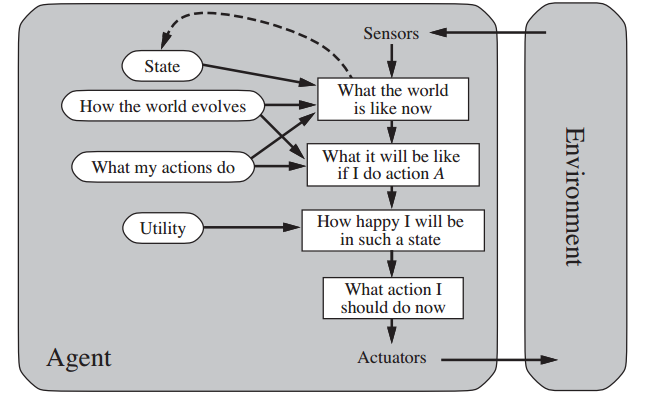 Sensors
State
What the world
is like now
How the world evolves
What my actions do
What it will be like
if I do action A
Utility
How happy I will be
in such a state
What action I
should do now
Agent
Actuators
Environment